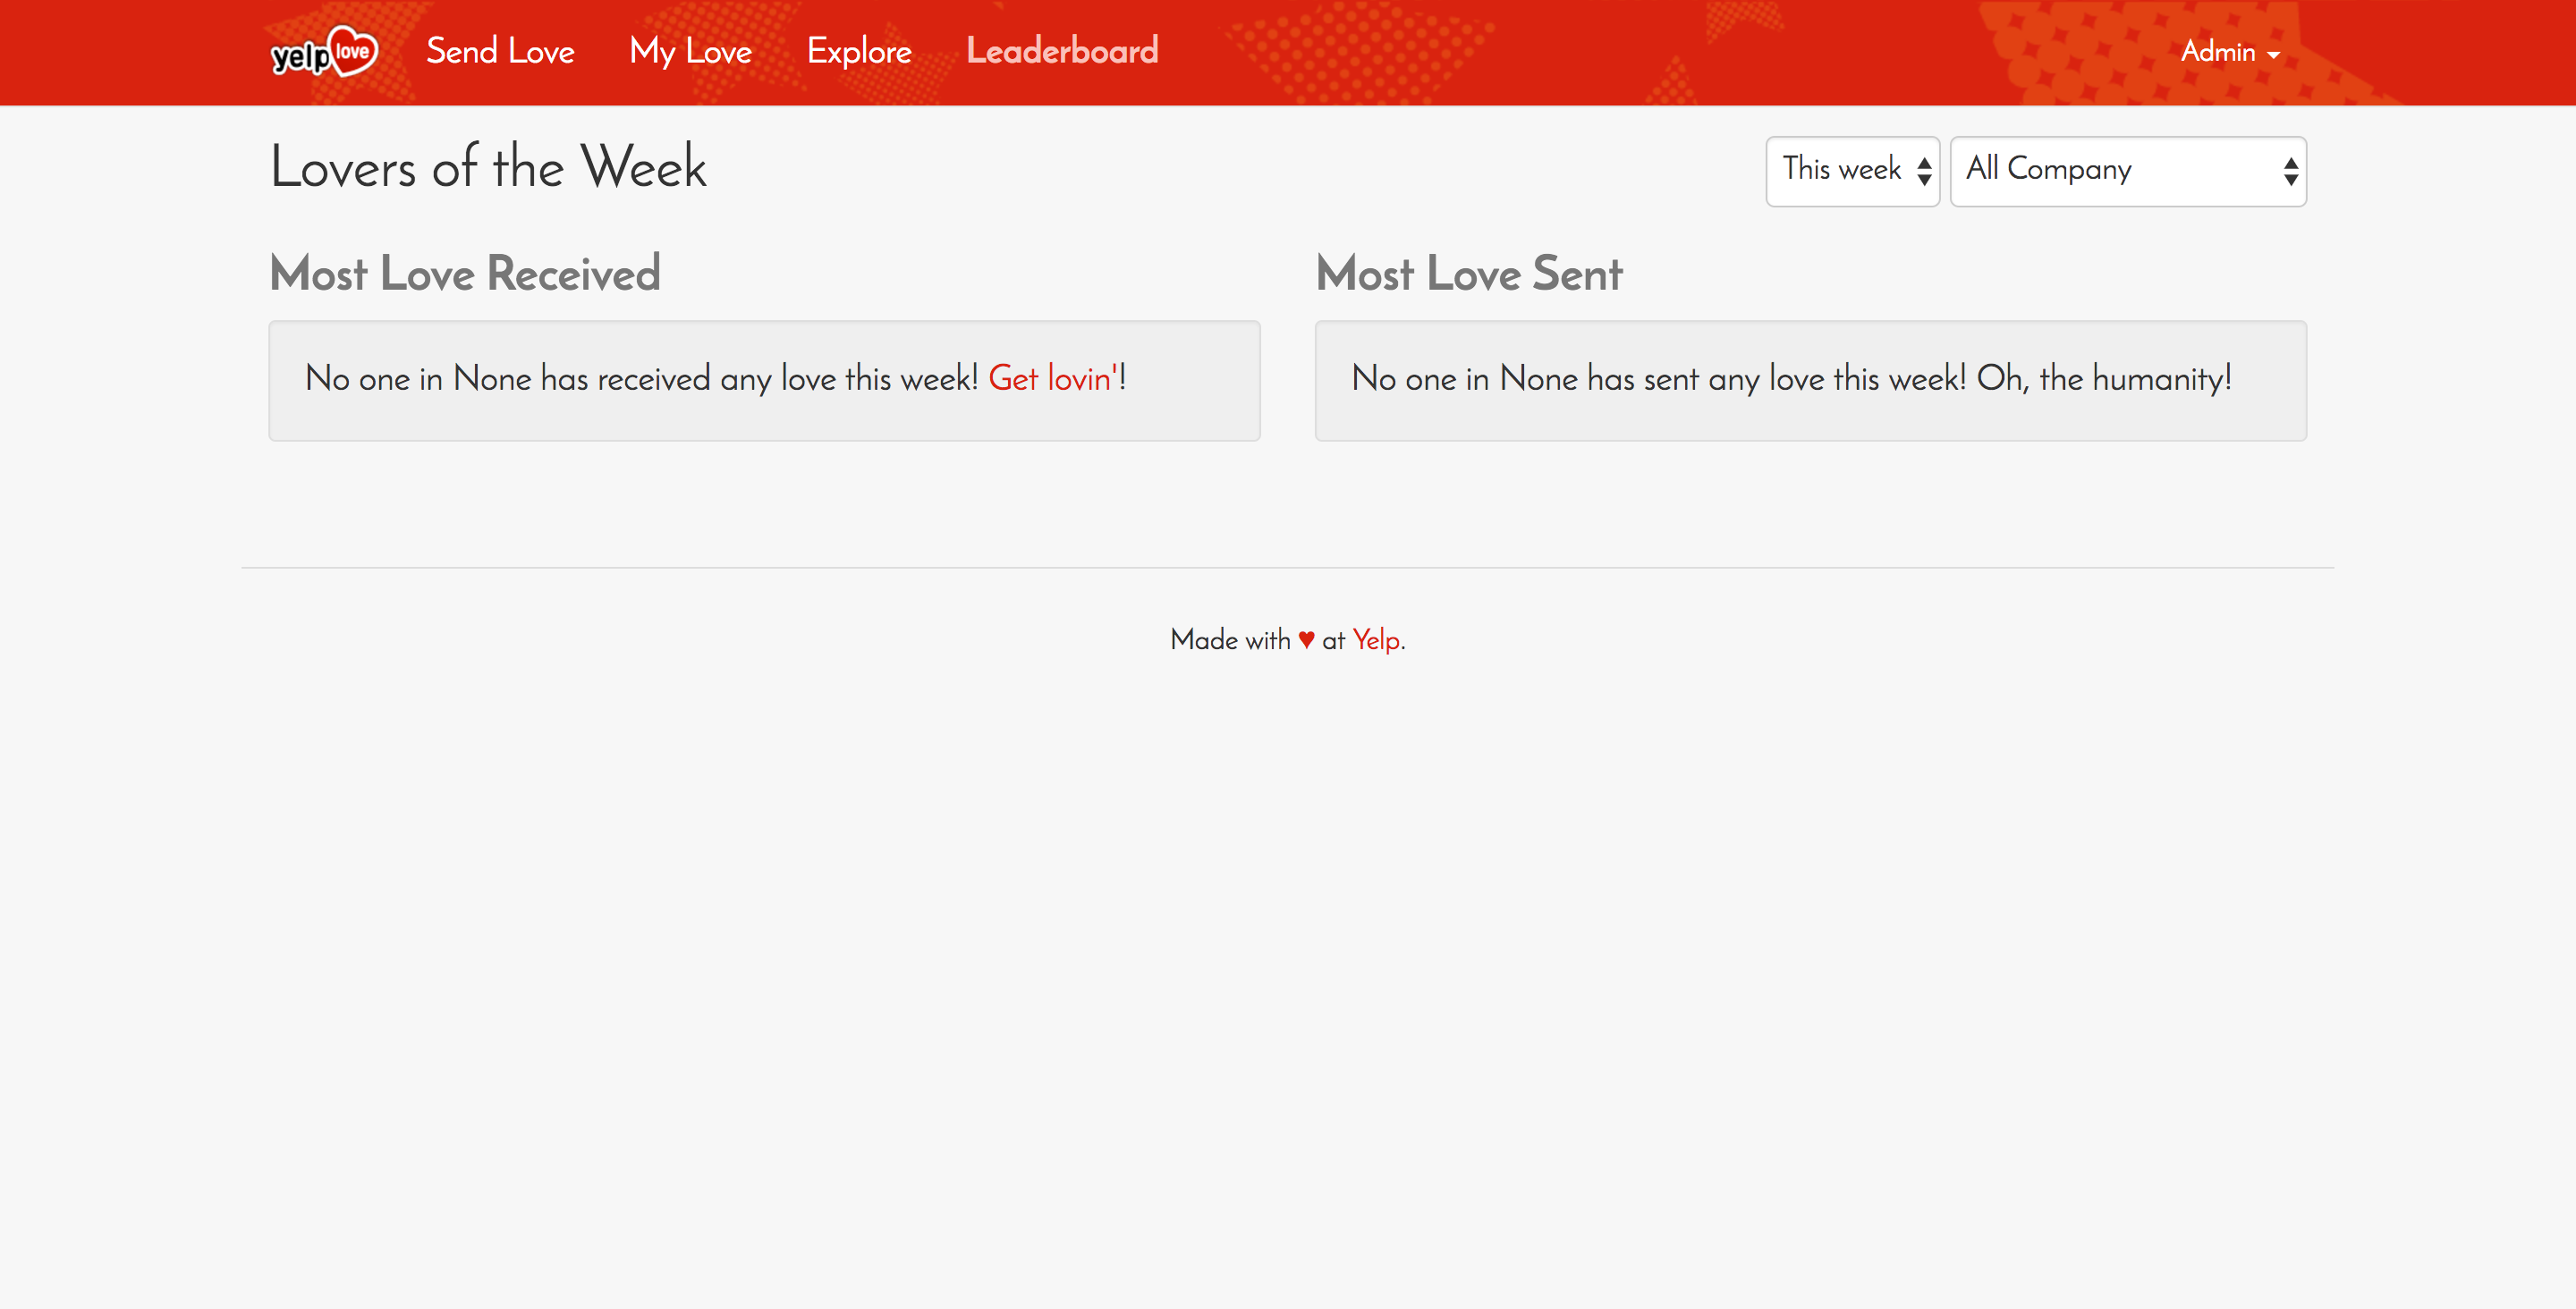 yelp love Send Love My Love Explore Leaderboard Admin
Lovers of the Week This week All Company
Most Love Received
No one in None has received any love this week! Get lovin'!
Most Love Sent
No one in None has sent any love this week! Oh, the humanity!
Made with ♥ at Yelp.